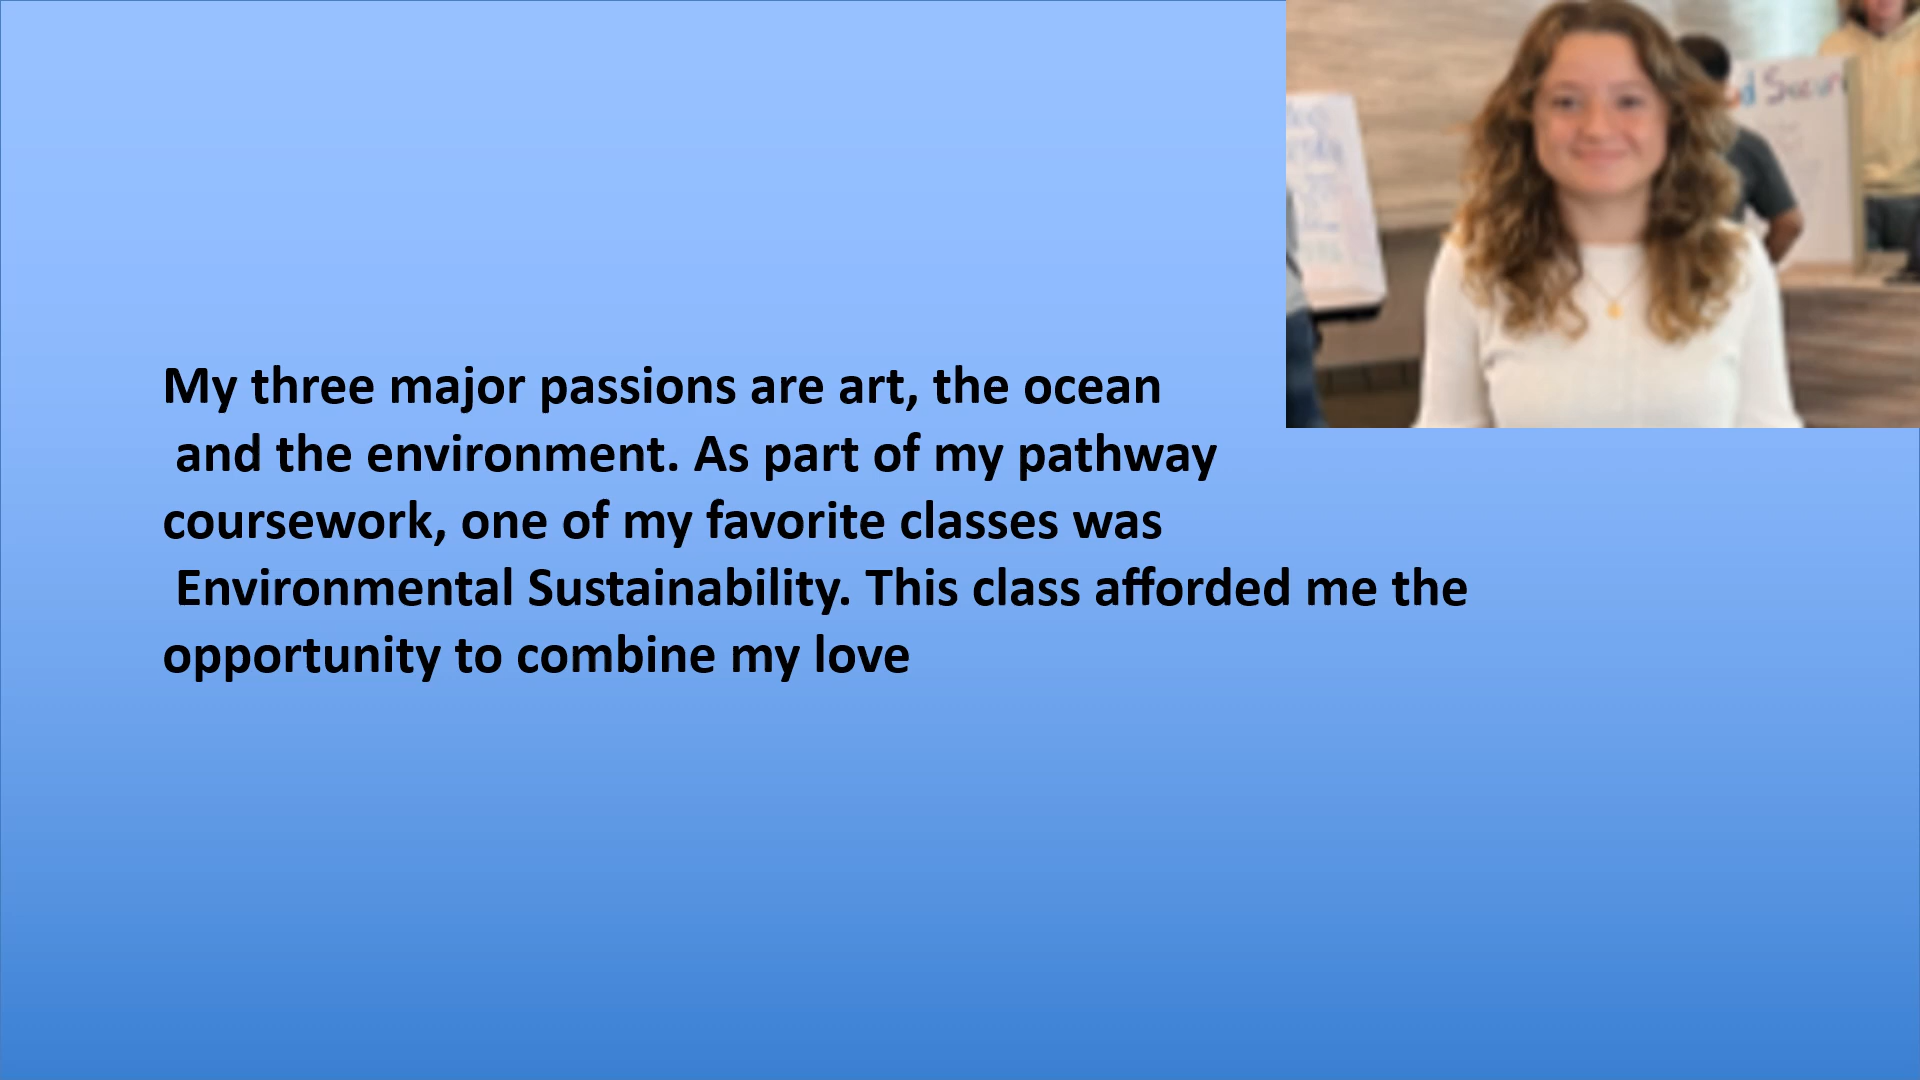 My three major passions are art, the ocean
and the environment. As part of my pathway
coursework, one of my favorite classes was
Environmental Sustainability. This class afforded me the
opportunity to combine my love